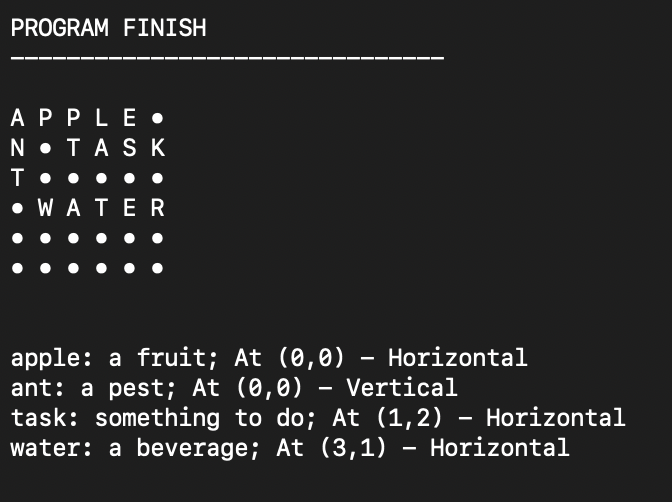 PROGRAM FINISH
-------------------------------
A P P L E •
N • T A S K
T • • • • •
• W A T E R
• • • • • •
• • • • • •
apple: a fruit; At (0,0) – Horizontal
ant: a pest; At (0,0) – Vertical
task: something to do; At (1,2) – Horizontal
water: a beverage; At (3,1) – Horizontal